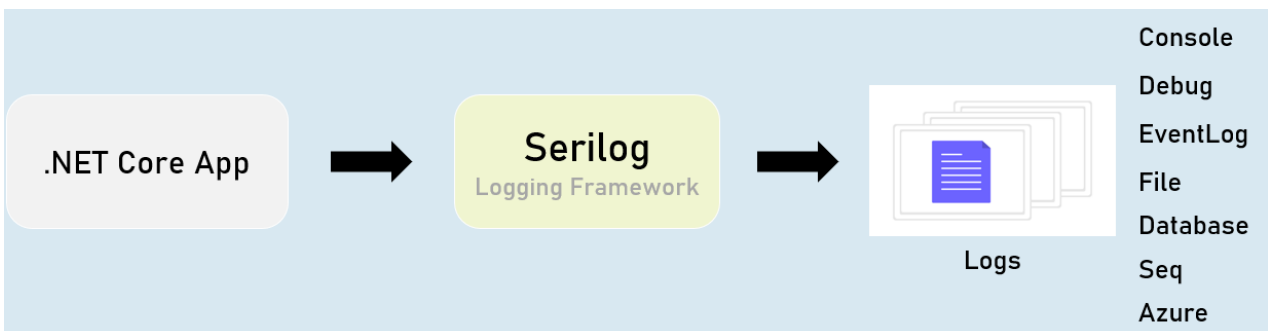 .NET Core App
Serilog
Logging Framework
Logs
Console
Debug
EventLog
File
Database
Seq
Azure